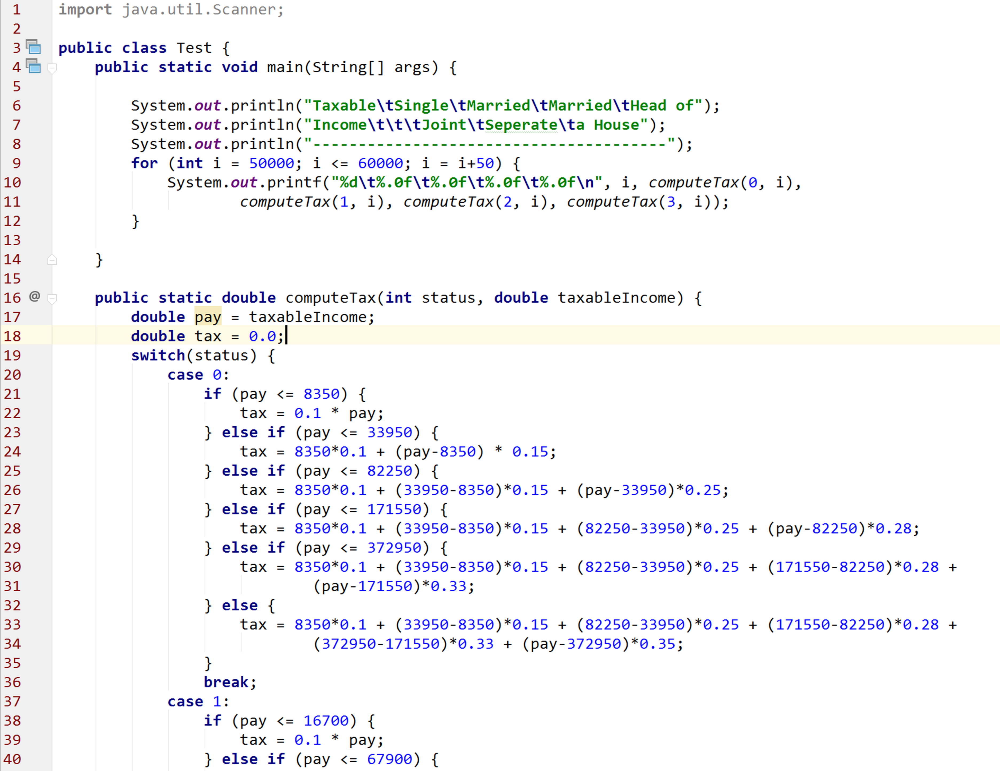 1 import java.util.Scanner;
2
3 public class Test {
4 public static void main(String[] args) {
5
6 System.out.println("Taxable\tSingle\tMarried\tMarried\tHead of");
7 System.out.println("Income\t\t\tJoint\tSeperate\ta House");
8 System.out.println("---------------------------------------");
9 for (int i = 50000; i <= 60000; i = i+50) {
10 System.out.printf("%d\t%.0f\t%.0f\t%.0f\t%.0f\n", i, computeTax(0, i),
11 computeTax(1, i), computeTax(2, i), computeTax(3, i));
12 }
13
14 }
15
16 @ public static double computeTax(int status, double taxableIncome) {
17 double pay = taxableIncome;
18 double tax = 0.0;
19 switch(status) {
20 case 0:
21 if (pay <= 8350) {
22 tax = 0.1 * pay;
23 } else if (pay <= 33950) {
24 tax = 8350*0.1 + (pay-8350) * 0.15;
25 } else if (pay <= 82250) {
26 tax = 8350*0.1 + (33950-8350)*0.15 + (pay-33950)*0.25;
27 } else if (pay <= 171550) {
28 tax = 8350*0.1 + (33950-8350)*0.15 + (82250-33950)*0.25 + (pay-82250)*0.28;
29 } else if (pay <= 372950) {
30 tax = 8350*0.1 + (33950-8350)*0.15 + (82250-33950)*0.25 + (171550-82250)*0.28 +
31 (pay-171550)*0.33;
32 } else {
33 tax = 8350*0.1 + (33950-8350)*0.15 + (82250-33950)*0.25 + (171550-82250)*0.28 +
34 (372950-171550)*0.33 + (pay-372950)*0.35;
35 }
36 break;
37 case 1:
38 if (pay <= 16700) {
39 tax = 0.1 * pay;
40 } else if (pay <= 67900) {